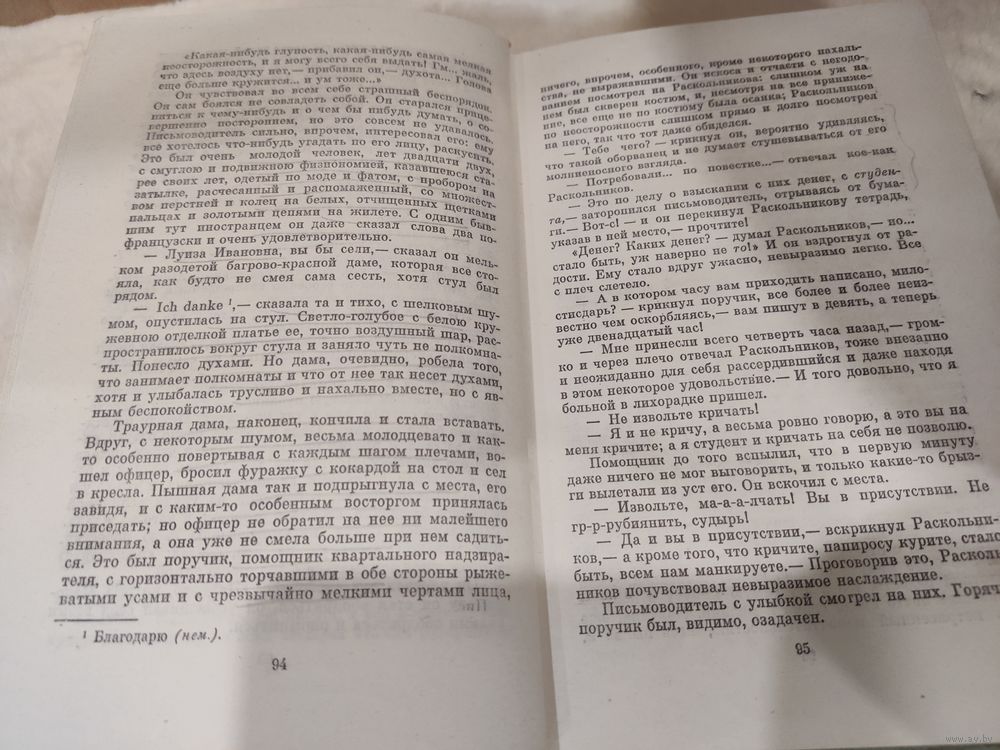 «Какая-нибудь глупость, какая-нибудь самая мелкая
неосторожность, и я могу всего себя выдать! Гм... жаль,
что здесь воздуху нет,— прибавил он,— духота... Голова
еще больше кружится... и ум тоже...»
Он чувствовал во всем себе страшный беспорядок.
Он сам боялся не совладать с собой. Он старался прице-
питься к чему-нибудь и о чем бы нибудь думать, о со-
вершенно постороннем, но это совсем не удавалось.
Письмоводитель сильно, впрочем, интересовал его: ему
все хотелось что-нибудь угадать по его лицу, раскусить.
Это был очень молодой человек, лет двадцати двух,
с смуглою и подвижною физиономией, казавшеюся ста-
рее своих лет, одетый по моде и фатом, с пробором на
затылке, расчесанный и распомаженный, со множест-
вом перстней и колец на белых, отчищенных щетками
пальцах и золотыми цепями на жилете. С одним быв-
шим тут иностранцем он даже сказал слова два по-
французски и очень удовлетворительно.
— Луиза Ивановна, вы бы сели,— сказал он мель-
ком разодетой багрово-красной даме, которая все сто-
яла, как будто не смея сама сесть, хотя стул был
рядом.
— Ich danke ¹,— сказала та и тихо, с шелковым шу-
мом, опустилась на стул. Светло-голубое с белою кру-
жевною отделкой платье ее, точно воздушный шар, рас-
пространилось вокруг стула и заняло чуть не полкомна-
ты. Понесло духами. Но дама, очевидно, робела того,
что занимает полкомнаты и что от нее так несет духами,
хотя и улыбалась трусливо и нахально вместе, но с яв-
ным беспокойством.
Траурная дама, наконец, кончила и стала вставать.
Вдруг, с некоторым шумом, весьма молодцевато и как-
то особенно повертывая с каждым шагом плечами, во-
шел офицер, бросил фуражку с кокардой на стол и сел
в кресла. Пышная дама так и подпрыгнула с места, его
завидя, и с каким-то особенным восторгом принялась
приседать; но офицер не обратил на нее ни малейшего
внимания, а она уже не смела больше при нем садить-
ся. Это был поручик, помощник квартального надзира-
теля, с горизонтально торчавшими в обе стороны рыже-
ватыми усами и с чрезвычайно мелкими чертами лица,
¹ Благодарю (нем.).
94
ничего, впрочем, особенного, кроме некоторого нахаль-
ства, не выражавшими. Он искоса и отчасти с негодо-
ванием посмотрел на Раскольникова: слишком уж на
нем был скверен костюм, и, несмотря на все принижe-
ние, все еще не по костюму была осанка; Раскольников
по неосторожности слишком прямо и долго посмотрел
на него, так что тот даже обиделся.
— Тебе чего? — крикнул он, вероятно удивляясь,
что такой оборванец и не думает стушевываться от его
молниеносного взгляда.
— Потребовали... по повестке...— отвечал кое-как
Раскольников.
— Это по делу о взыскании с них денег, с студен-
та,— заторопился письмоводитель, отрываясь от бума-
ги.— Вот-с! — и он перекинул Раскольникову тетрадь,
указав в ней место,— прочтите!
«Денег? Каких денег? — думал Раскольников,— но...
стало быть, уж наверно не то!» И он вздрогнул от ра-
дости. Ему стало вдруг ужасно, невыразимо легко. Все
с плеч слетело.
— А в котором часу вам приходить написано, мило-
стисдарь? — крикнул поручик, все более и более неиз-
вестно чем оскорбляясь,— вам пишут в девять, а теперь
уже двенадцатый час!
— Мне принесли всего четверть часа назад,— гром-
ко и через плечо отвечал Раскольников, тоже внезапно
и неожиданно для себя рассердившийся и даже находя
в этом некоторое удовольствие.— И того довольно, что я
больной в лихорадке пришел.
— Не извольте кричать!
— Я и не кричу, а весьма ровно говорю, а это вы на
меня кричите; а я студент и кричать на себя не позволю.
Помощник до того вспылил, что в первую минуту
даже ничего не мог выговорить, и только какие-то брыз-
ги вылетали из уст его. Он вскочил с места.
— Извольте, ма-а-а-лчать! Вы в присутствии. Не
гр-р-рубиянить, судырь!
— Да и вы в присутствии,— вскрикнул Раскольни-
ков,— а кроме того, что кричите, папиросу курите, стало
быть, всем нам манкируете.— Проговорив это, Расколь
ников почувствовал невыразимое наслаждение.
Письмоводитель с улыбкой смотрел на них. Горяч
поручик был, видимо, озадачен.
95
www.av.by